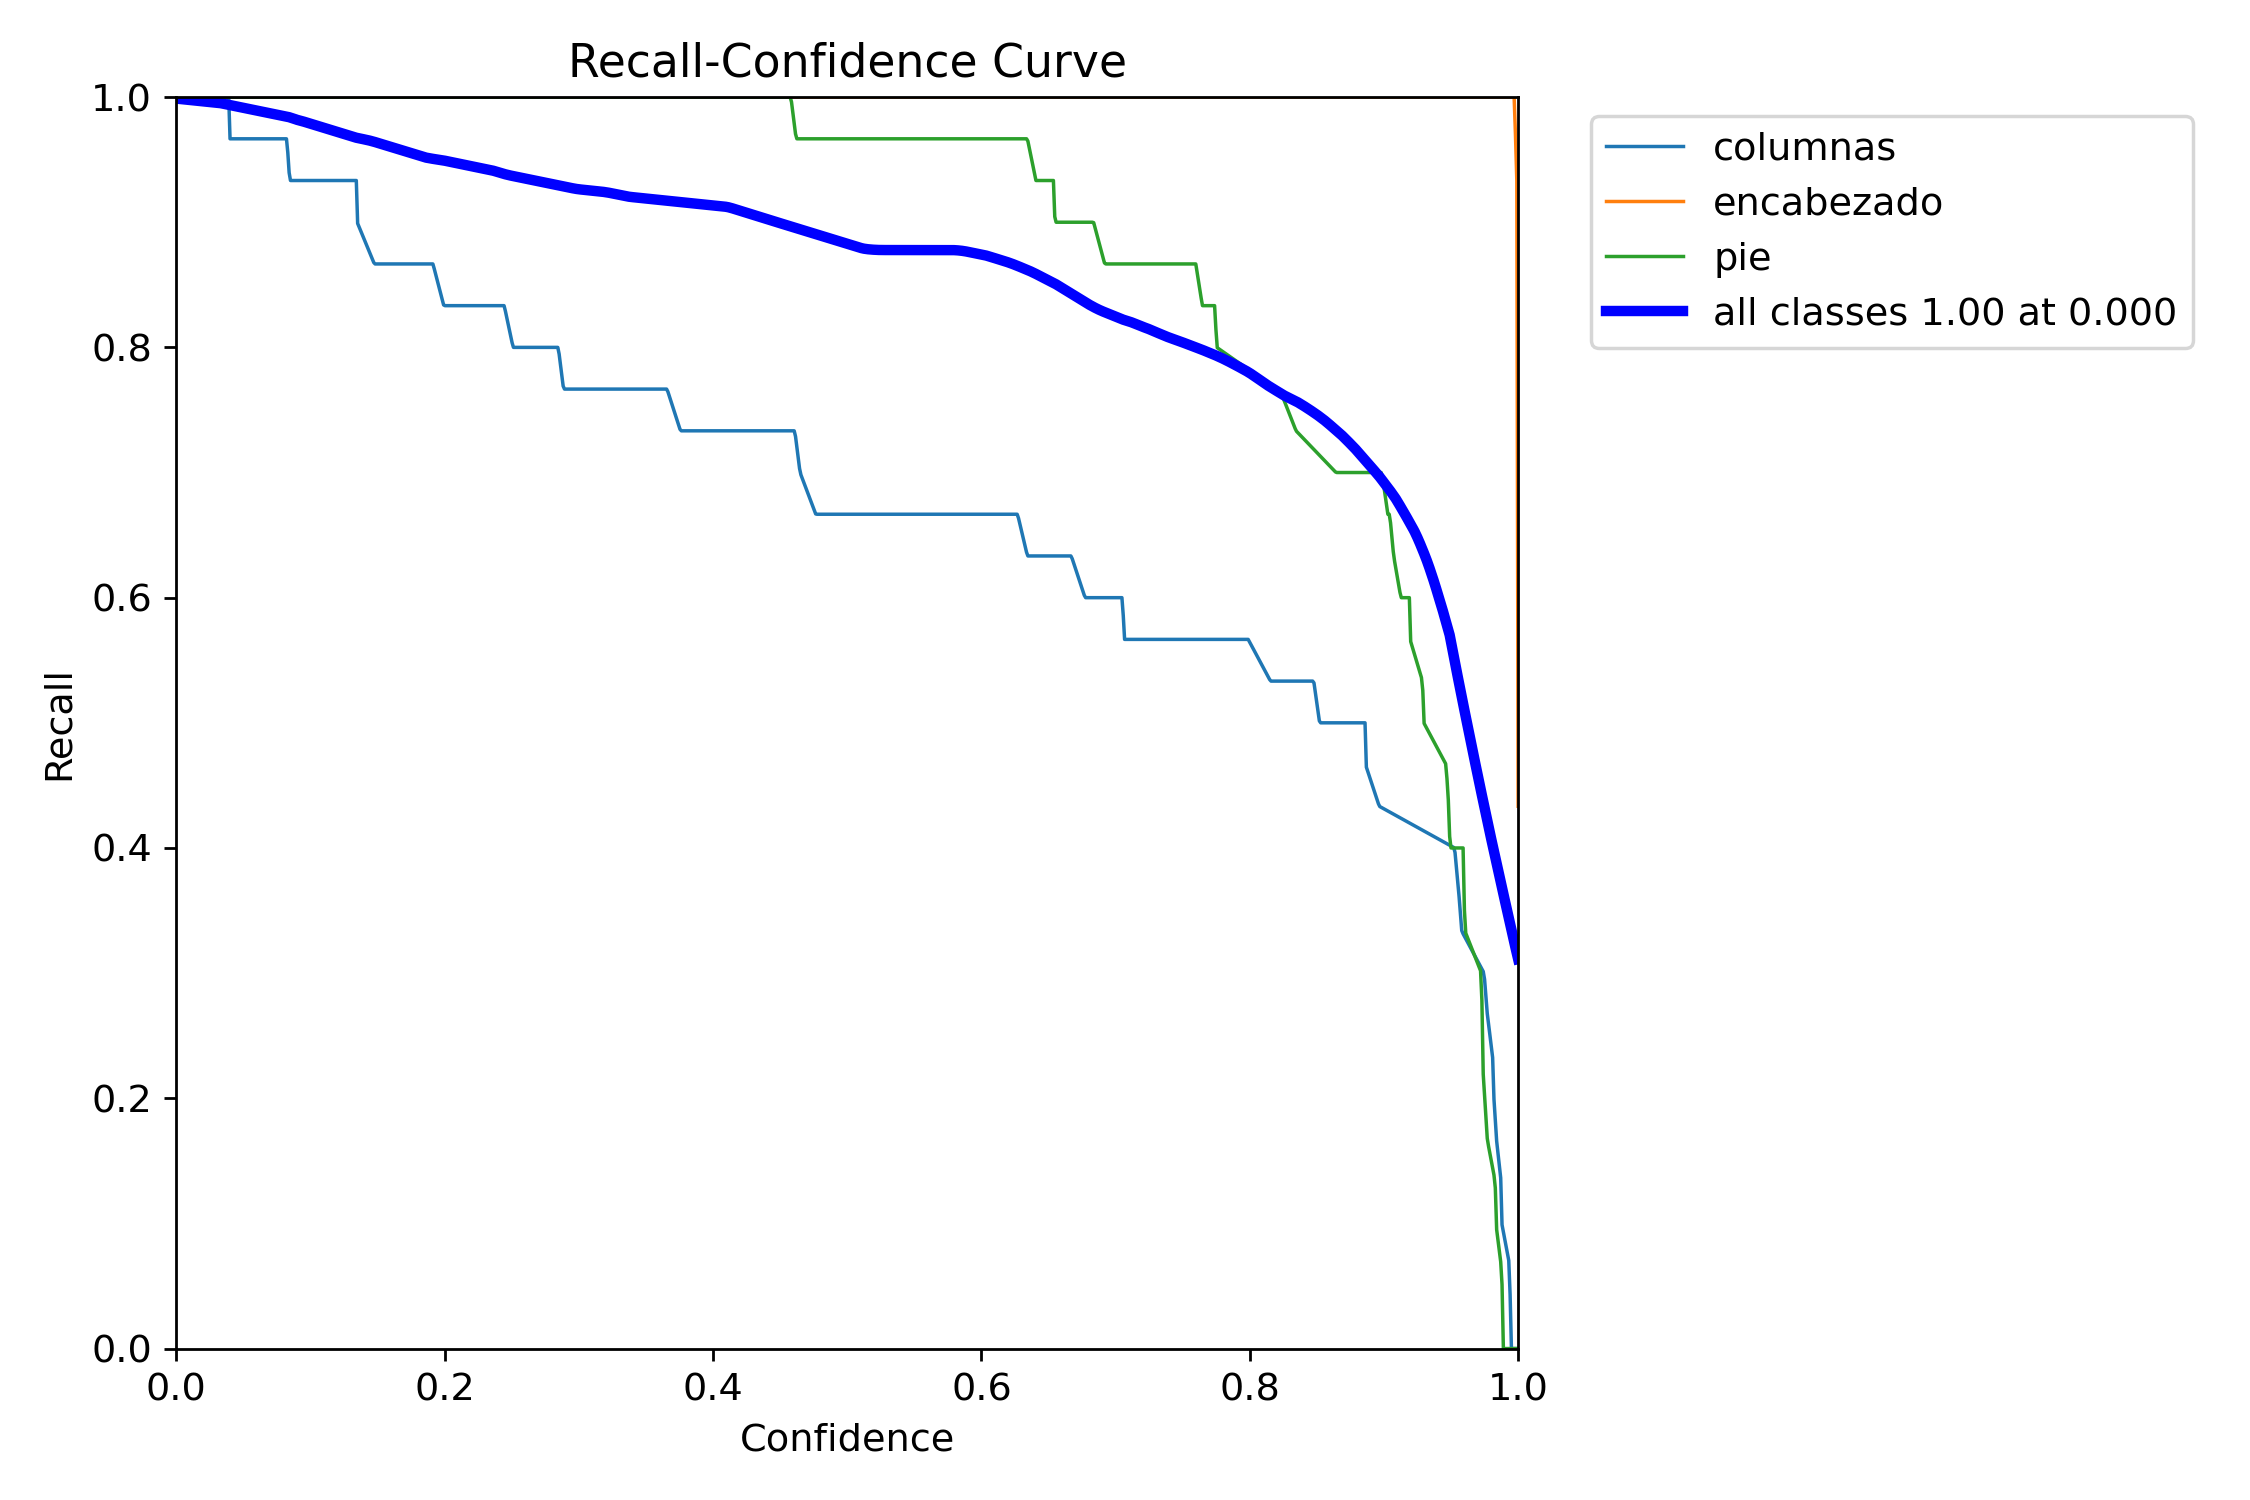 Recall-Confidence Curve
1.0
0.8
0.6
0.4
0.2
0.0
Recall
0.0 0.2 0.4 0.6 0.8 1.0
Confidence
columnas
encabezado
pie
all classes 1.00 at 0.000